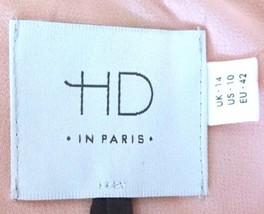 HD
• IN PARIS •
UK • 14
US • 10
EU • 42